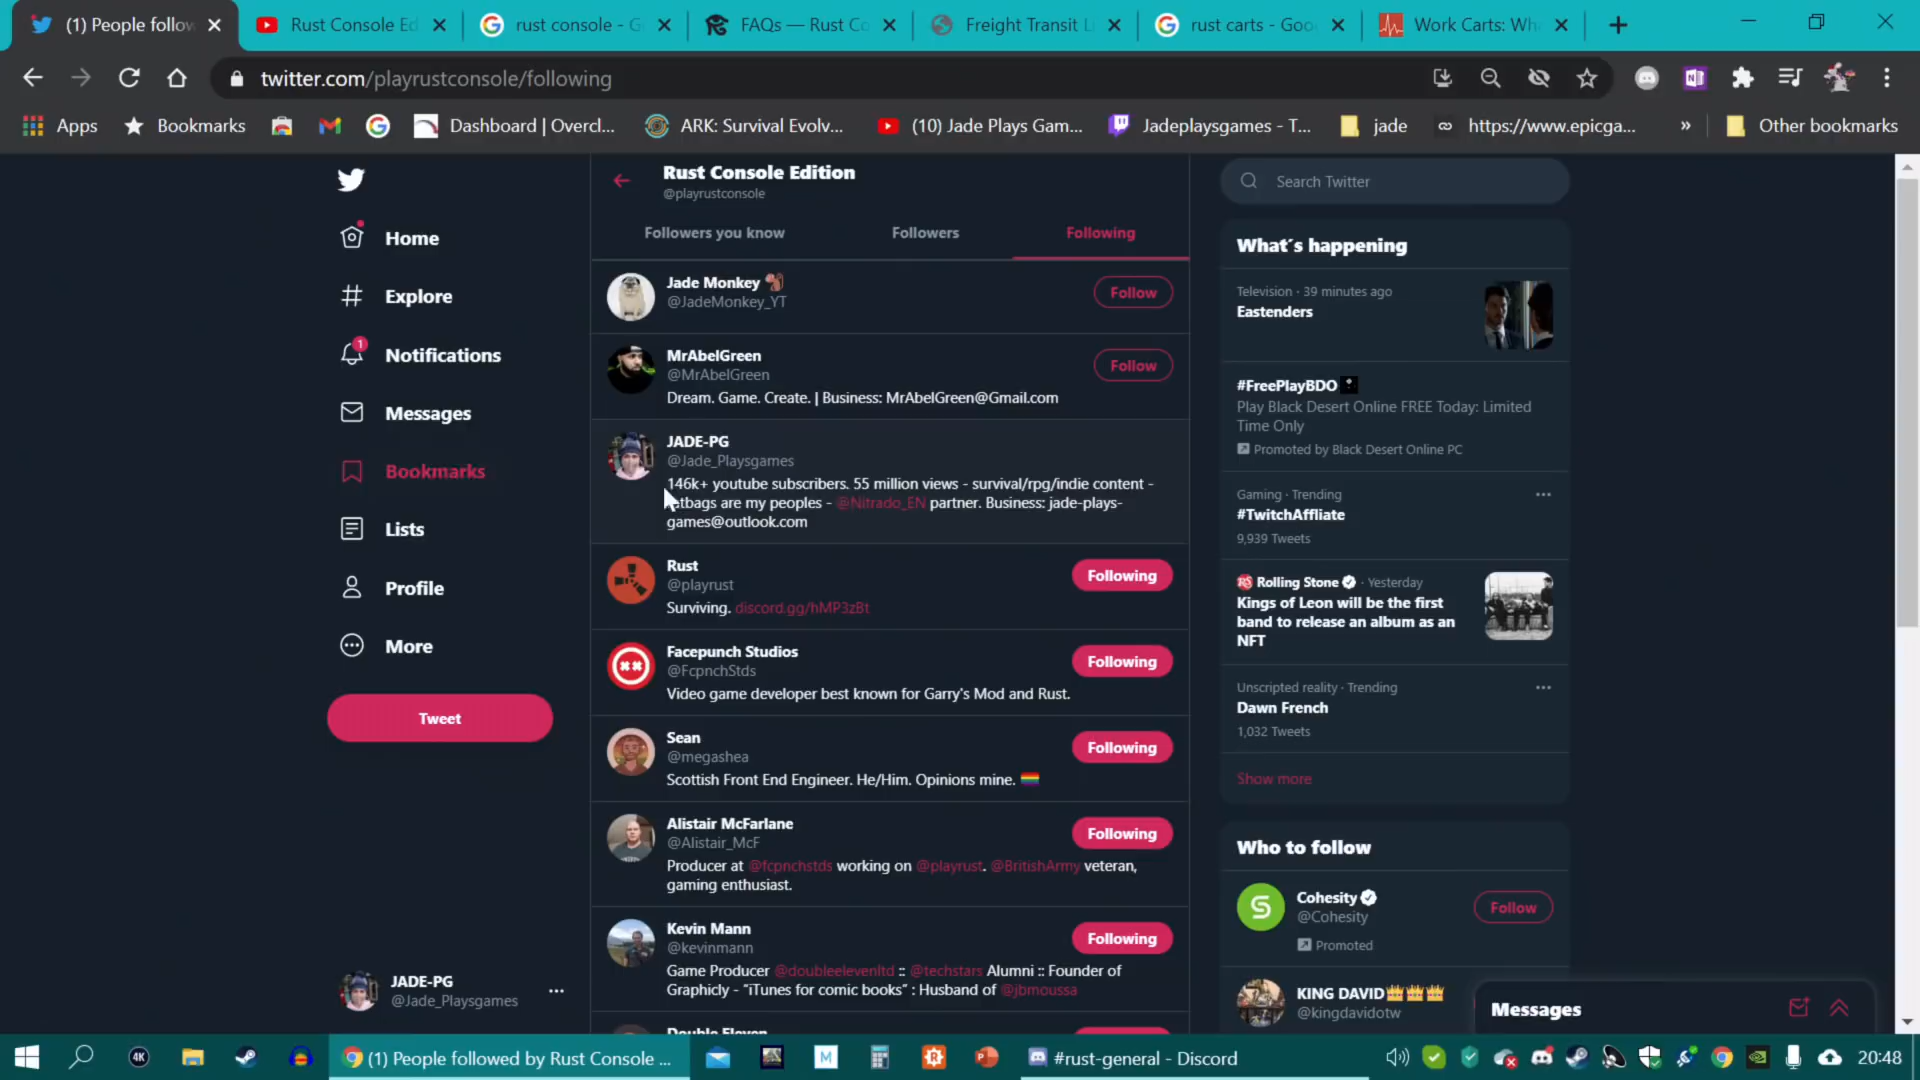 (1) People follow
Rust Console Ed
rust console - G
FAQs — Rust Co
Freight Transit L
rust carts - Goo
Work Carts: Wh
twitter.com/playrustconsole/following
Apps
Bookmarks
Dashboard | Overcl...
ARK: Survival Evolv...
(10) Jade Plays Gam...
Jadeplaysgames - T...
jade
https://www.epicga...
»
Other bookmarks
Home
Explore
1
Notifications
Messages
Bookmarks
Lists
Profile
More
Tweet
JADE-PG
@Jade_Playsgames
Rust Console Edition
@playrustconsole
Followers you know
Followers
Following
Jade Monkey
@JadeMonkey_YT
Follow
MrAbelGreen
@MrAbelGreen
Follow
Dream. Game. Create. | Business: MrAbelGreen@Gmail.com
JADE-PG
@Jade_Playsgames
146k+ youtube subscribers. 55 million views - survival/rpg/indie content -
tbags are my peoples - @Nitrado_EN partner. Business: jade-plays-
games@outlook.com
Rust
@playrust
Following
Surviving. discord.gg/hMP3zBt
Facepunch Studios
@FcpnchStds
Following
Video game developer best known for Garry's Mod and Rust.
Sean
@megashea
Following
Scottish Front End Engineer. He/Him. Opinions mine.
Alistair McFarlane
@Alistair_McF
Following
Producer at @fcpnchstds working on @playrust. @BritishArmy veteran,
gaming enthusiast.
Kevin Mann
@kevinmann
Following
Game Producer @doubleelevenltd :: @techstars Alumni :: Founder of
Graphicly - "iTunes for comic books" : Husband of @jbmoussa
Double Eleven
Search Twitter
What's happening
Television · 39 minutes ago
Eastenders
#FreePlayBDO
Play Black Desert Online FREE Today: Limited
Time Only
Promoted by Black Desert Online PC
Gaming · Trending
#TwitchAffliate
9,939 Tweets
Rolling Stone · Yesterday
Kings of Leon will be the first
band to release an album as an
NFT
Unscripted reality · Trending
Dawn French
1,032 Tweets
Show more
Who to follow
Cohesity
@Cohesity
Promoted
Follow
KING DAVID
@kingdavidotw
Messages
4K
(1) People followed by Rust Console ...
M
#rust-general - Discord
20:48